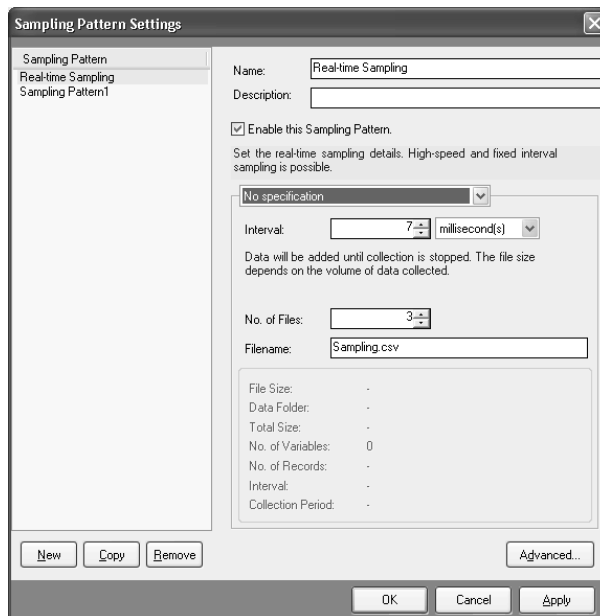 Sampling Pattern Settings
Sampling Pattern
Real-time Sampling
Sampling Pattern1
Name: Real-time Sampling
Description:
Enable this Sampling Pattern.
Set the real-time sampling details. High-speed and fixed interval
sampling is possible.
No specification
Interval: 7 millisecond(s)
Data will be added until collection is stopped. The file size
depends on the volume of data collected.
No. of Files: 3
Filename: Sampling.csv
File Size: -
Data Folder: -
Total Size: -
No. of Variables: 0
No. of Records: -
Interval: -
Collection Period: -
New Copy Remove Advanced...
OK Cancel Apply